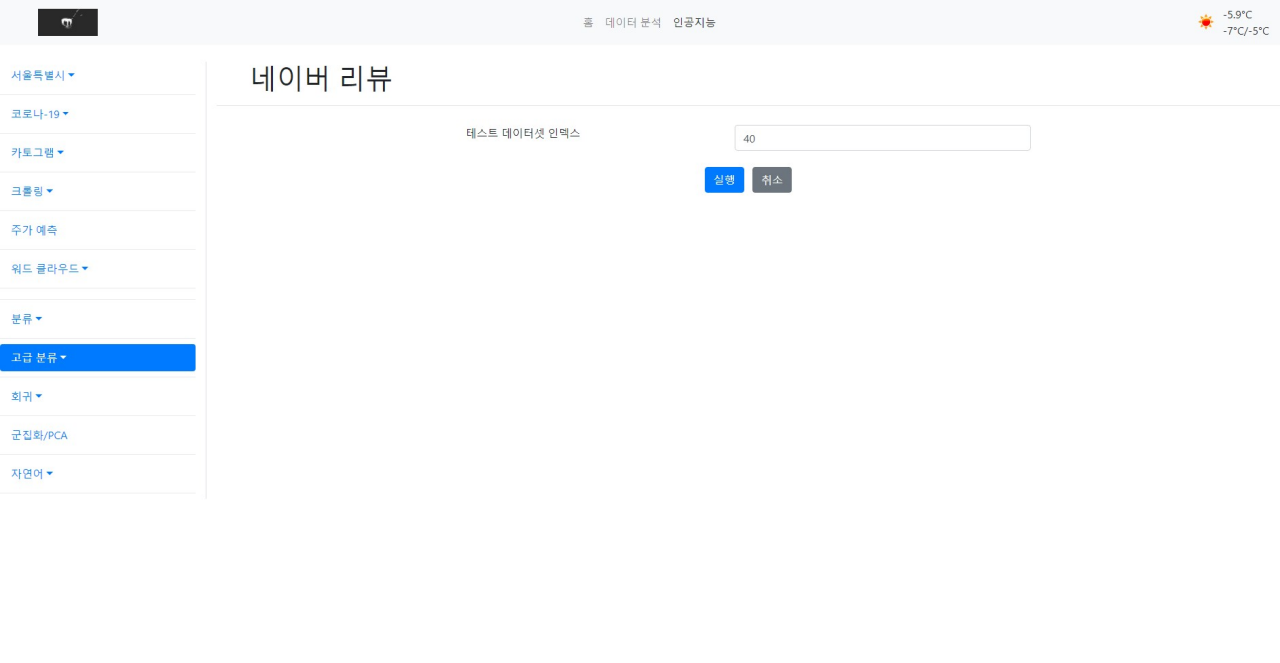 홈 데이터 분석 인공지능
-5.9°C
-7°C/-5°C
서울특별시
코로나-19
카토그램
크롤링
주가 예측
워드 클라우드
분류
고급 분류
회귀
군집화/PCA
자연어
네이버 리뷰
테스트 데이터셋 인덱스
40
실행 취소